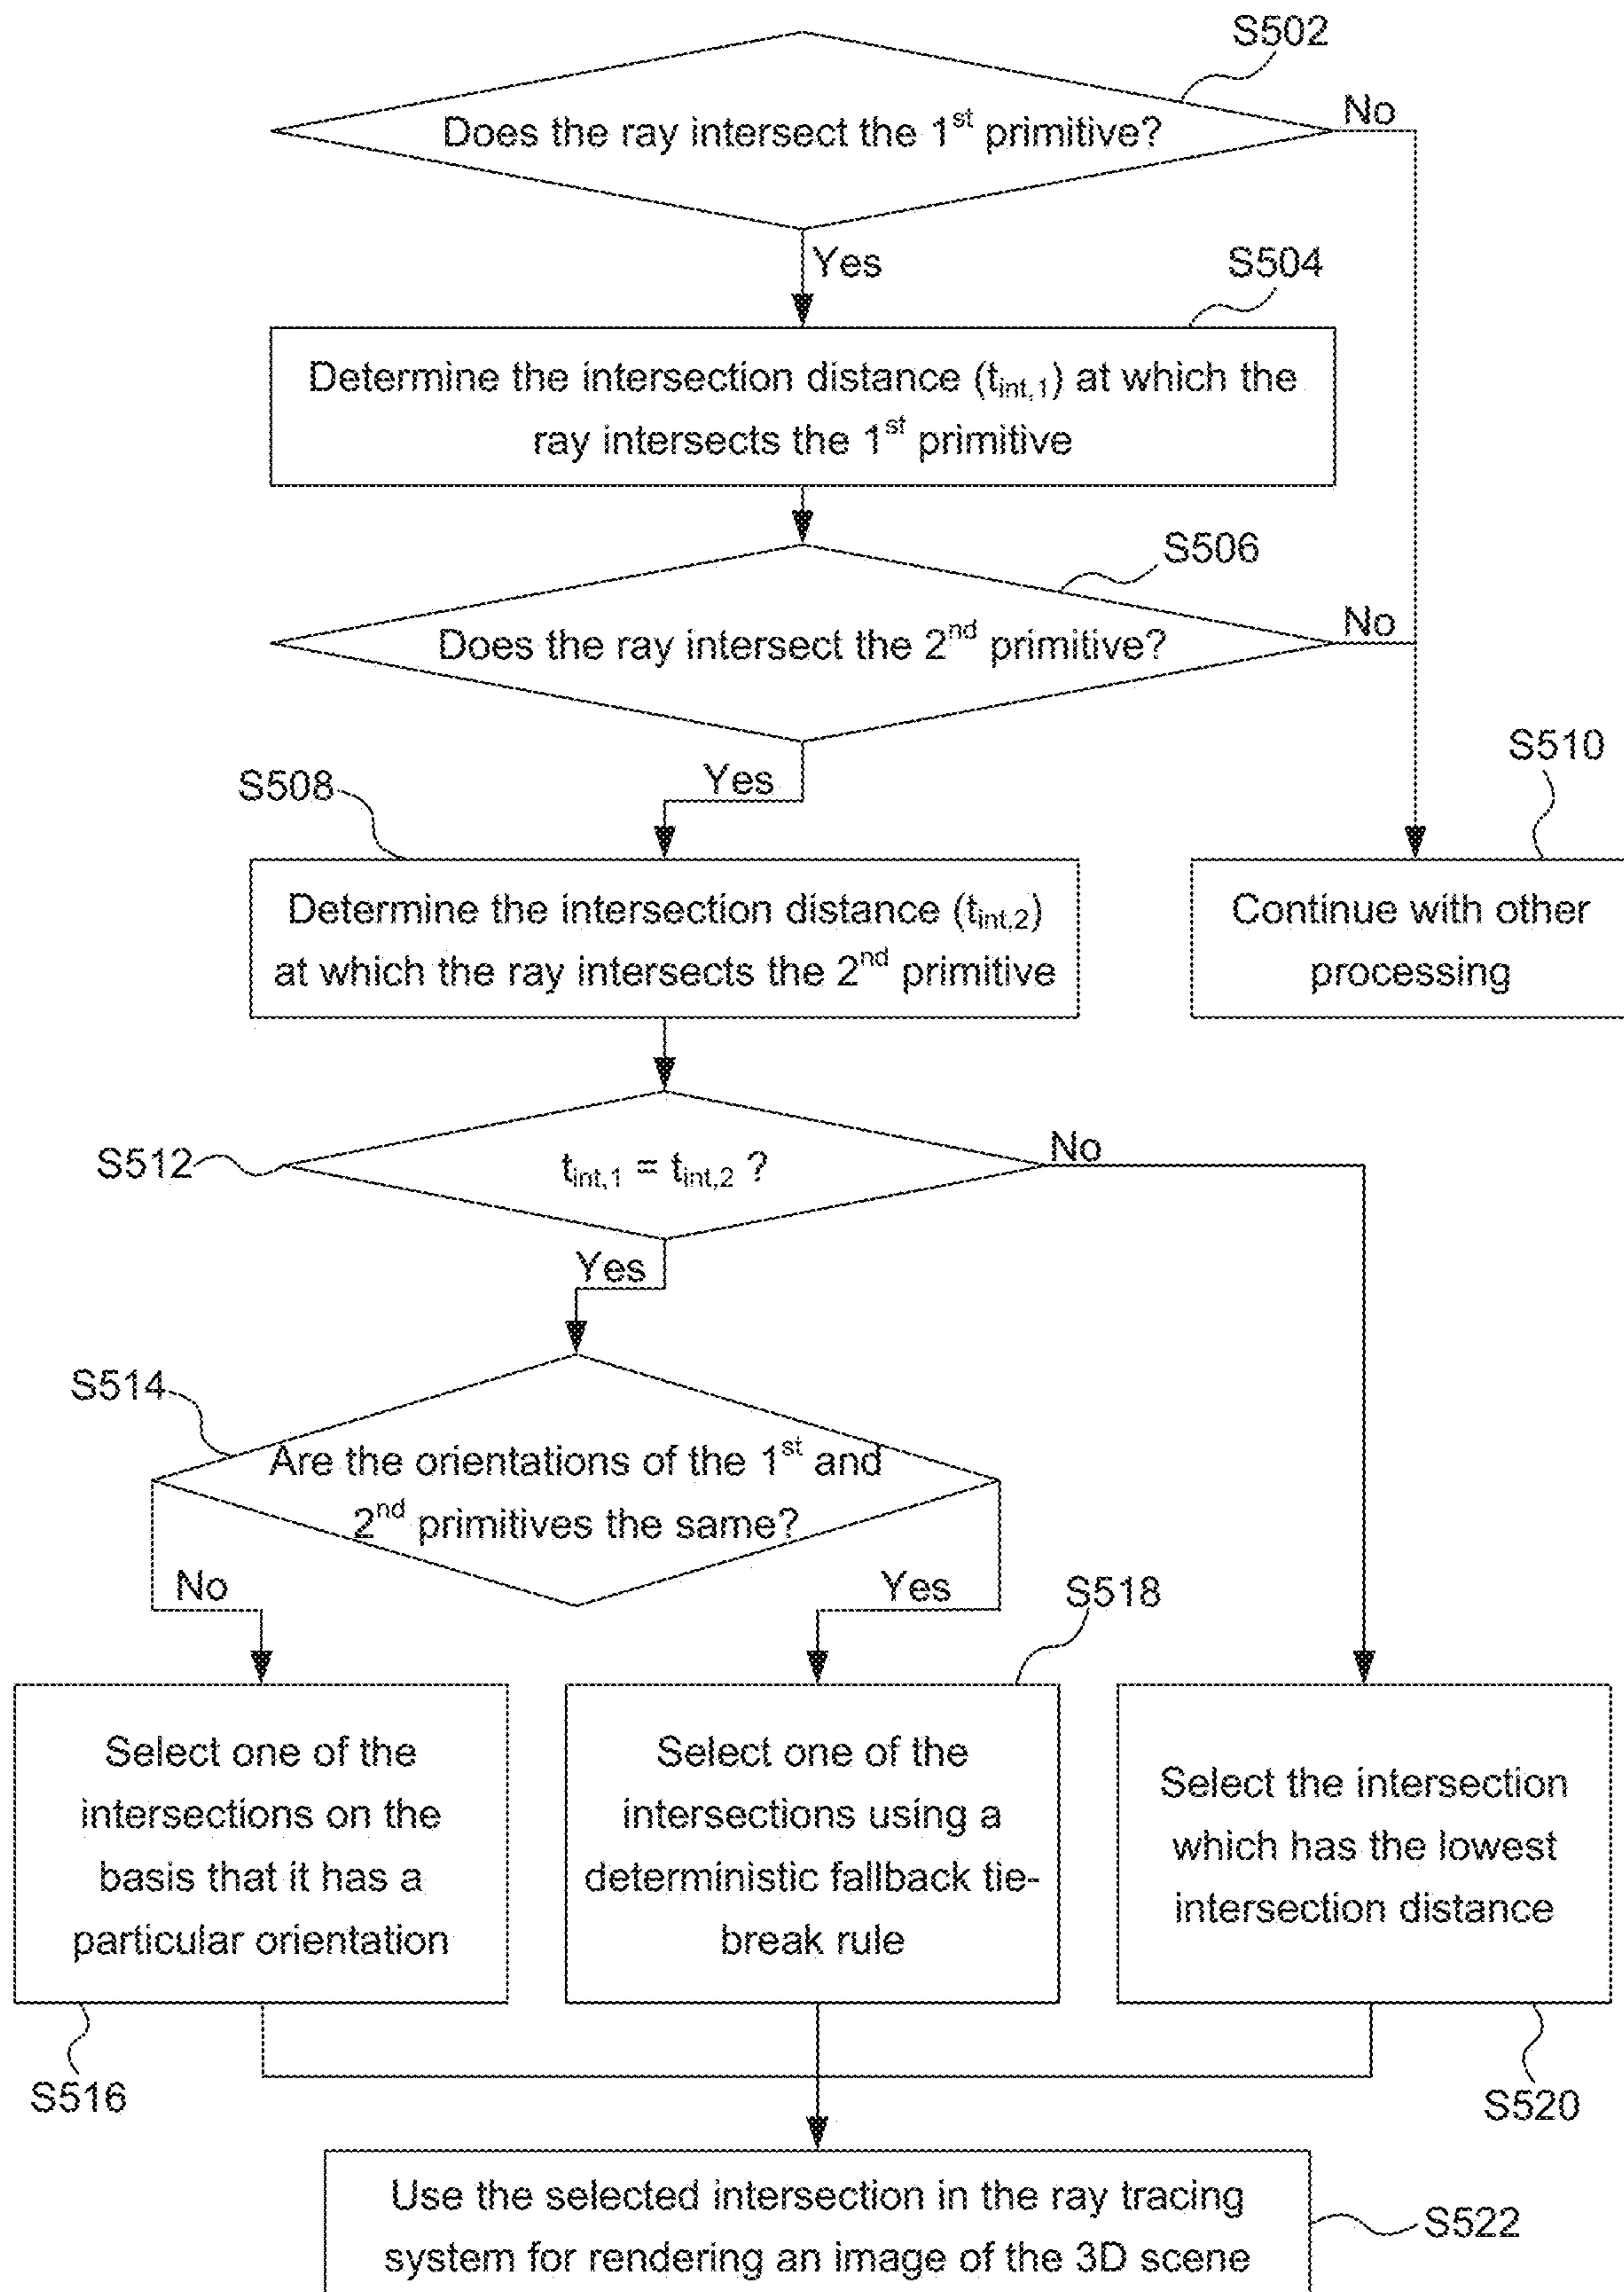 S502
Does the ray intersect the 1st primitive?
No
Yes
S504
Determine the intersection distance (tint,1) at which the
ray intersects the 1st primitive
S506
Does the ray intersect the 2nd primitive?
No
Yes
S508
S510
Determine the intersection distance (tint,2)
at which the ray intersects the 2nd primitive
Continue with other
processing
S512
tint,1 = tint,2 ?
No
Yes
S514
Are the orientations of the 1st and
2nd primitives the same?
No
Yes
S518
Select one of the
intersections on the
basis that it has a
particular orientation
Select one of the
intersections using a
deterministic fallback tie-
break rule
Select the intersection
which has the lowest
intersection distance
S516
S520
Use the selected intersection in the ray tracing
system for rendering an image of the 3D scene
S522